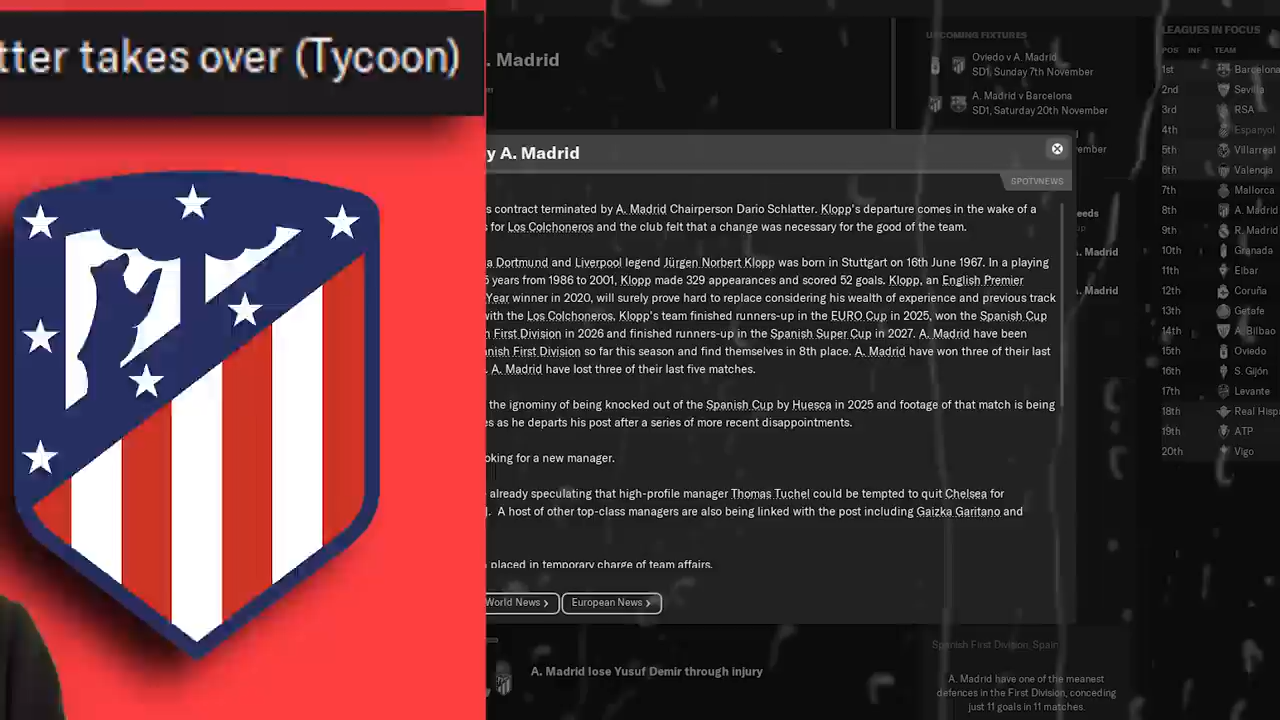 tter takes over (Tycoon)
. Madrid
y A. Madrid
SPOTVNEWS
s contract terminated by A. Madrid Chairperson Dario Schlatter. Klopp's departure comes in the wake of a
s for Los Colchoneros and the club felt that a change was necessary for the good of the team.
a Dortmund and Liverpool legend Jürgen Norbert Klopp was born in Stuttgart on 16th June 1967. In a playing
years from 1986 to 2001, Klopp made 329 appearances and scored 52 goals. Klopp, an English Premier
Year winner in 2020, will surely prove hard to replace considering his wealth of experience and previous track
with the Los Colchoneros, Klopp's team finished runners-up in the EURO Cup in 2025, won the Spanish Cup
First Division in 2026 and finished runners-up in the Spanish Super Cup in 2027. A. Madrid have been
anish First Division so far this season and find themselves in 8th place. A. Madrid have won three of their last
. A. Madrid have lost three of their last five matches.
the ignominy of being knocked out of the Spanish Cup by Huesca in 2025 and footage of that match is being
es as he departs his post after a series of more recent disappointments.
oking for a new manager.
already speculating that high-profile manager Thomas Tuchel could be tempted to quit Chelsea for
. A host of other top-class managers are also being linked with the post including Gaizka Garitano and
placed in temporary charge of team affairs.
World News
European News
A. Madrid lose Yusuf Demir through injury
UPCOMING FIXTURES
Oviedo v A. Madrid
SD1, Sunday 7th November
A. Madrid v Barcelona
SD1, Saturday 20th November
vember
eeds
up
. Madrid
. Madrid
Spanish First Division, Spain
A. Madrid have one of the meanest
defences in the First Division, conceding
just 11 goals in 11 matches.
LEAGUES IN FOCUS
POS INF TEAM
1st Barcelona
2nd Sevilla
3rd RSA
4th Espanyol
5th Villarreal
6th Valencia
7th Mallorca
8th A. Madrid
9th R. Madrid
10th Granada
11th Eibar
12th Coruña
13th Getafe
14th A. Bilbao
15th Oviedo
16th S. Gijón
17th Levante
18th Real Hisp
19th ATP
20th Vigo